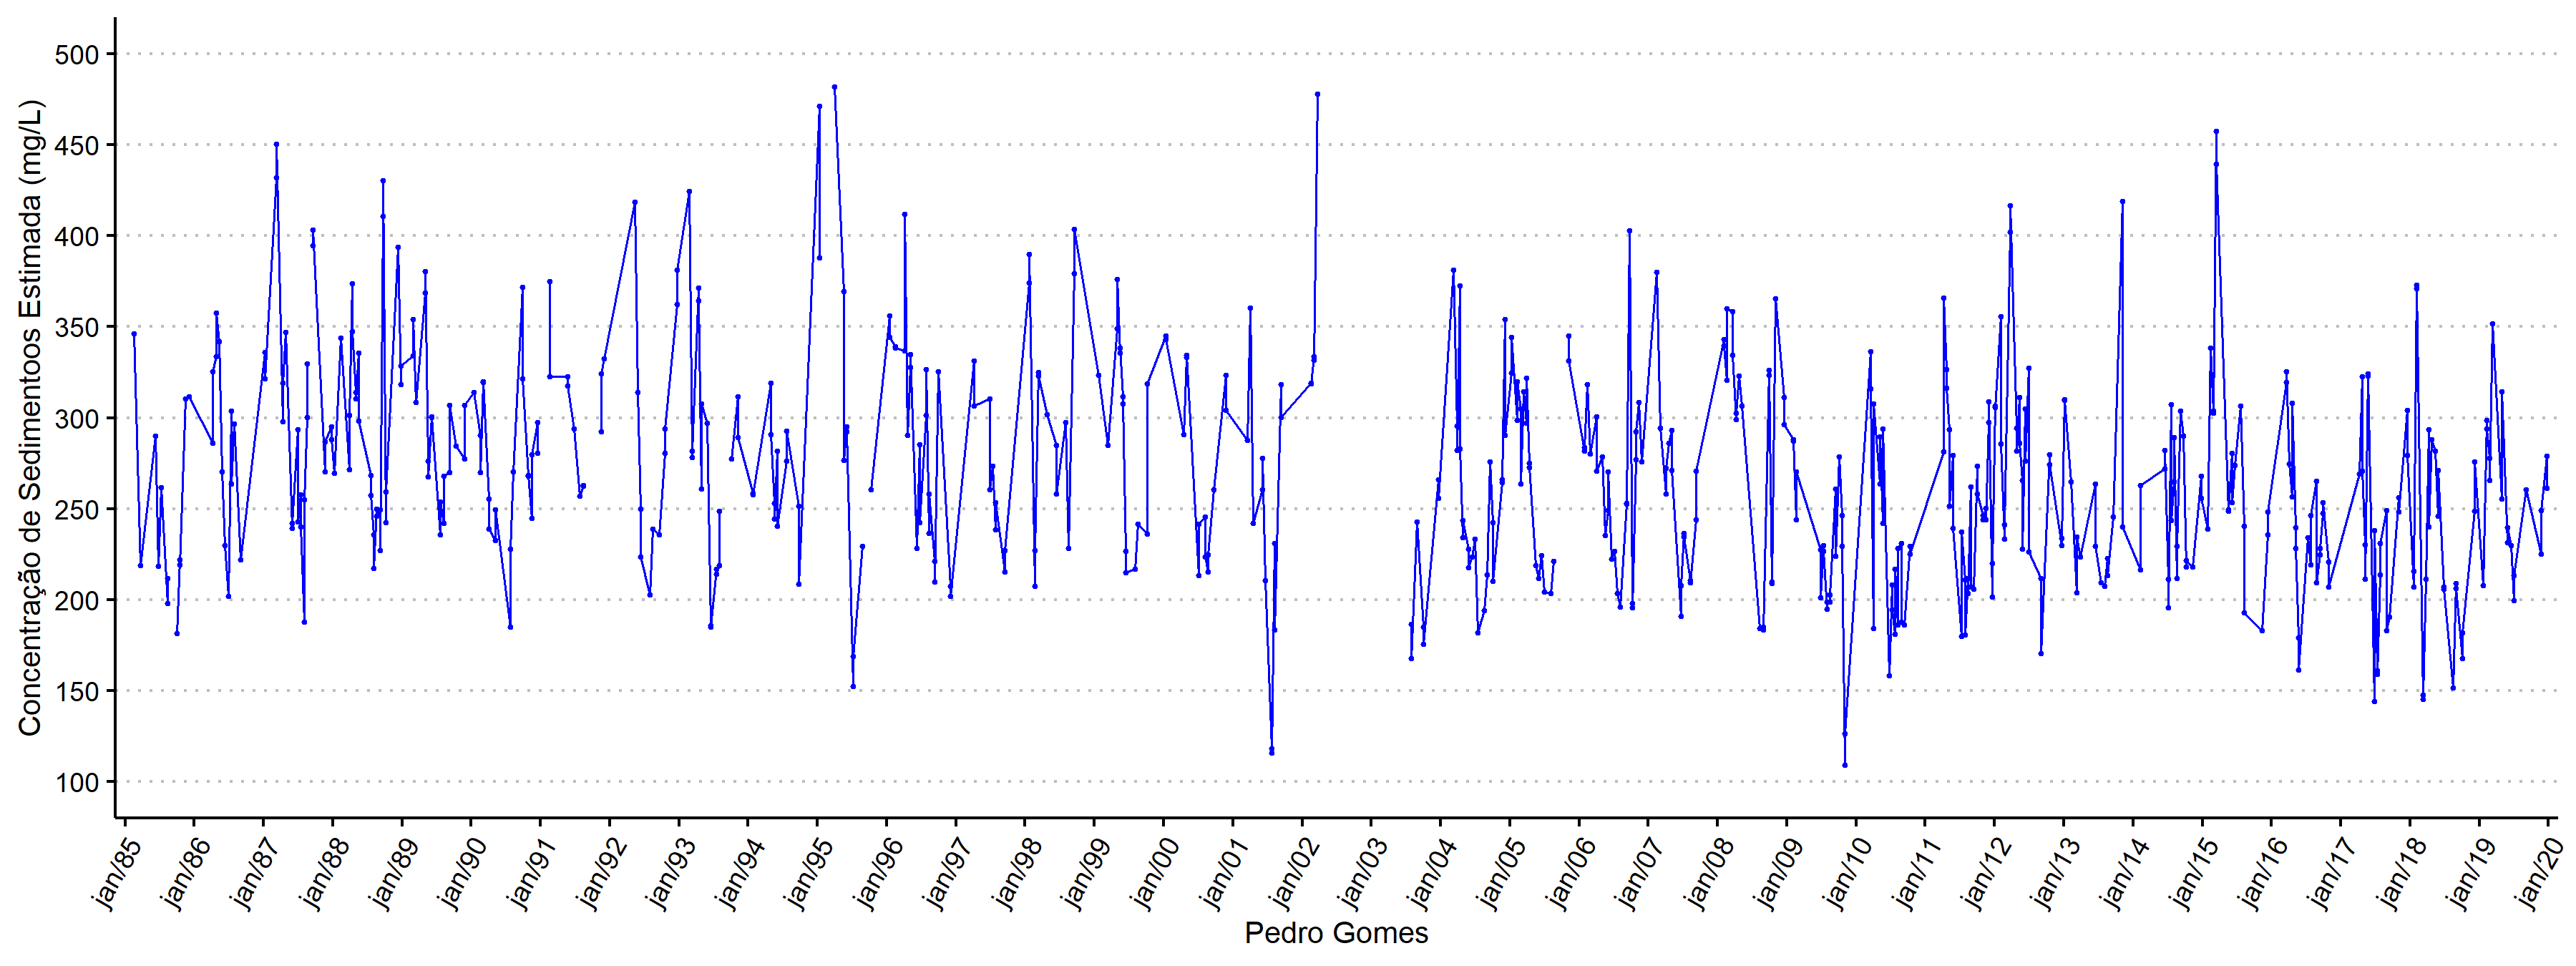 Concentração de Sedimentoos Estimada (mg/L)
500
450
400
350
300
250
200
150
100
jan/85
jan/86
jan/87
jan/88
jan/89
jan/90
jan/91
jan/92
jan/93
jan/94
jan/95
jan/96
jan/97
jan/98
jan/99
jan/00
jan/01
jan/02
jan/03
jan/04
jan/05
jan/06
jan/07
jan/08
jan/09
jan/10
jan/11
jan/12
jan/13
jan/14
jan/15
jan/16
jan/17
jan/18
jan/19
jan/20
Pedro Gomes